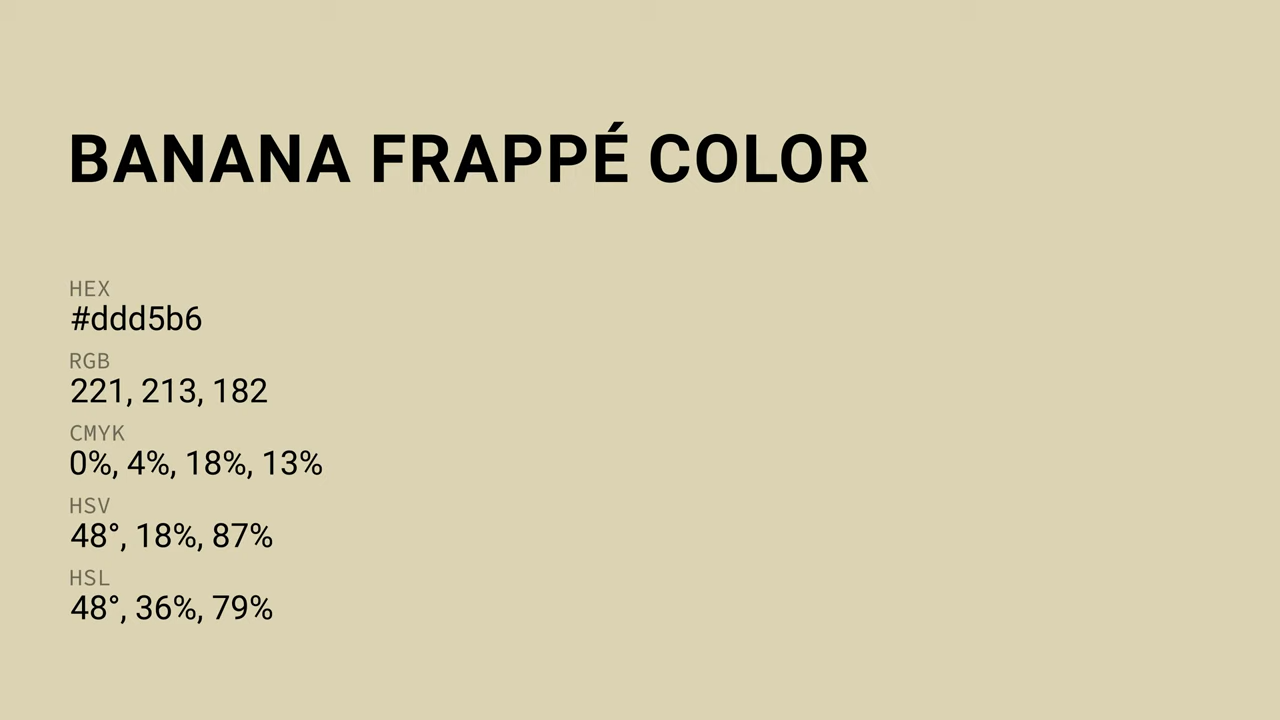 BANANA FRAPPÉ COLOR
HEX
#ddd5b6
RGB
221, 213, 182
CMYK
0%, 4%, 18%, 13%
HSV
48°, 18%, 87%
HSL
48°, 36%, 79%